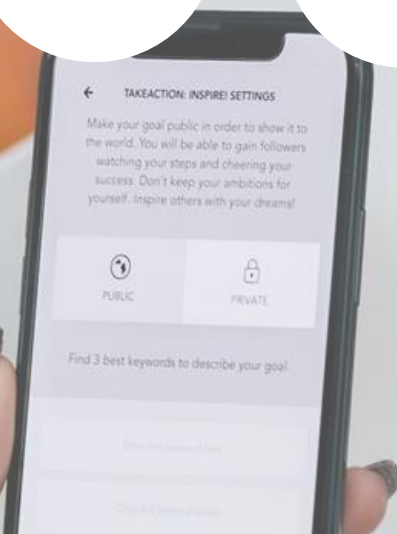 TAKEACTION: INSPIRE! SETTINGS
Make your goal public in order to show it to
the world. You will be able to gain followers
watching your steps and cheering your
success. Don't keep your ambitions for
yourself. Inspire others with your dreams!
PUBLIC
PRIVATE
Find 3 best keywords to describe your goal.